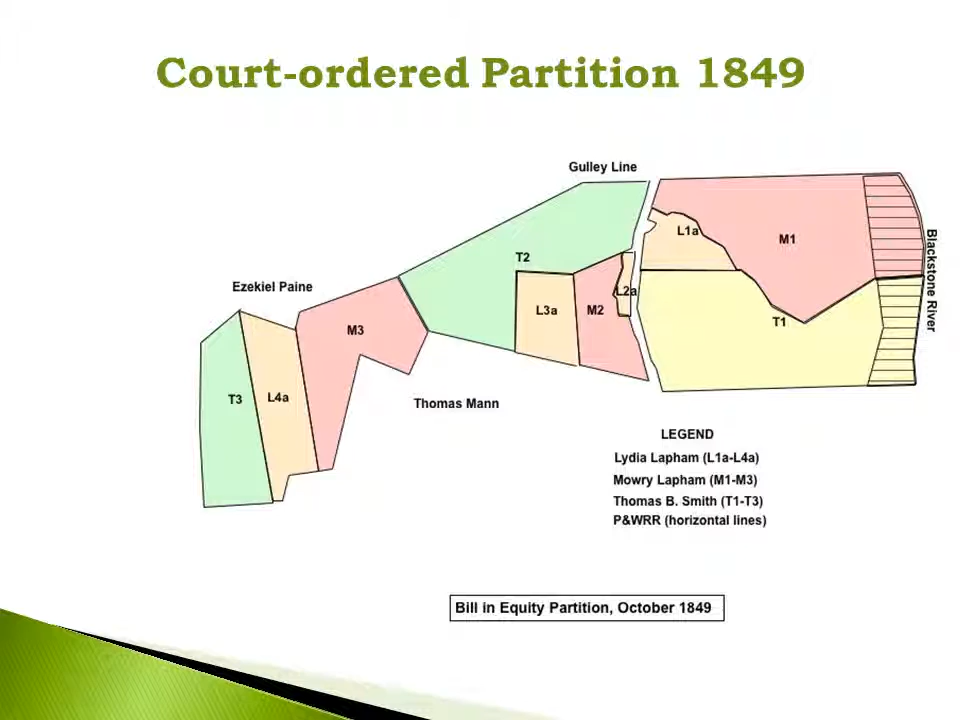 Court-ordered Partition 1849
Gulley Line
L1a
M1
Blackstone River
T2
L2a
Ezekiel Paine
L3a
M2
T1
M3
T3
L4a
Thomas Mann
LEGEND
Lydia Lapham (L1a-L4a)
Mowry Lapham (M1-M3)
Thomas B. Smith (T1-T3)
P&WRR (horizontal lines)
Bill in Equity Partition, October 1849